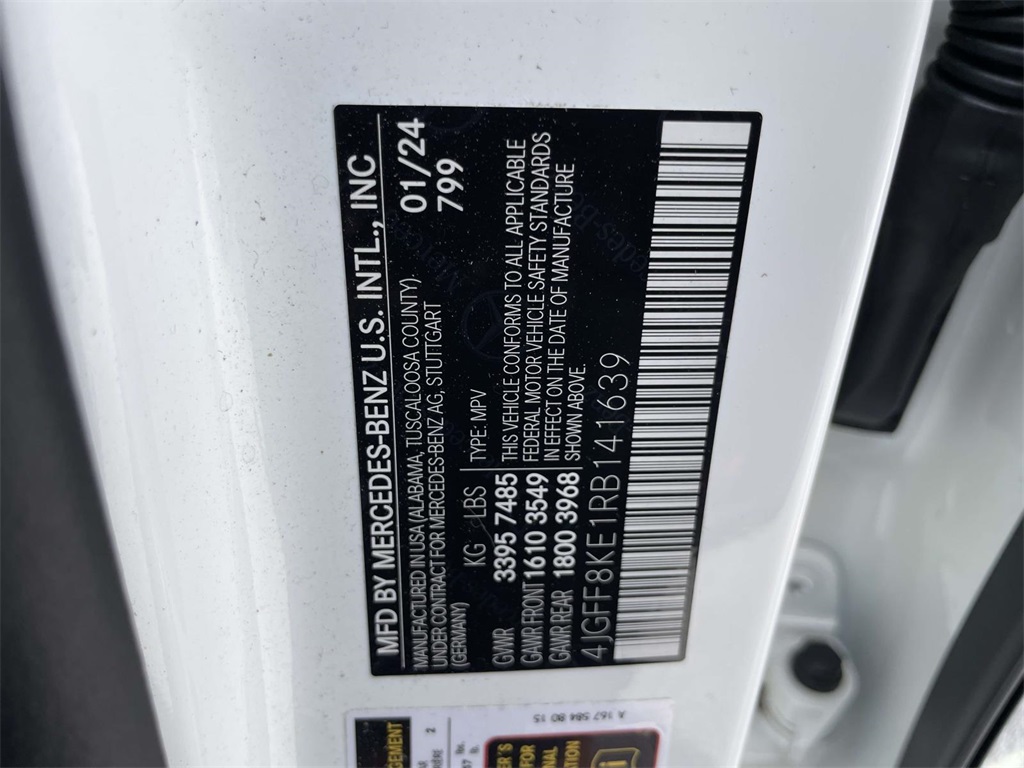 MFD BY MERCEDES-BENZ U.S. INTL., INC
MANUFACTURED IN USA (ALABAMA, TUSCALOOSA COUNTY)
UNDER CONTRACT FOR MERCEDES-BENZ AG, STUTTGART
(GERMANY)
01/24
799
KG LBS TYPE: MPV
GVWR 3395 7485
GAWR FRONT 1610 3549
GAWR REAR 1800 3968
THIS VEHICLE CONFORMS TO ALL APPLICABLE
FEDERAL MOTOR VEHICLE SAFETY STANDARDS
IN EFFECT ON THE DATE OF MANUFACTURE
SHOWN ABOVE.
4JGFF8KE1RB141639
A 167 584 80 15
2